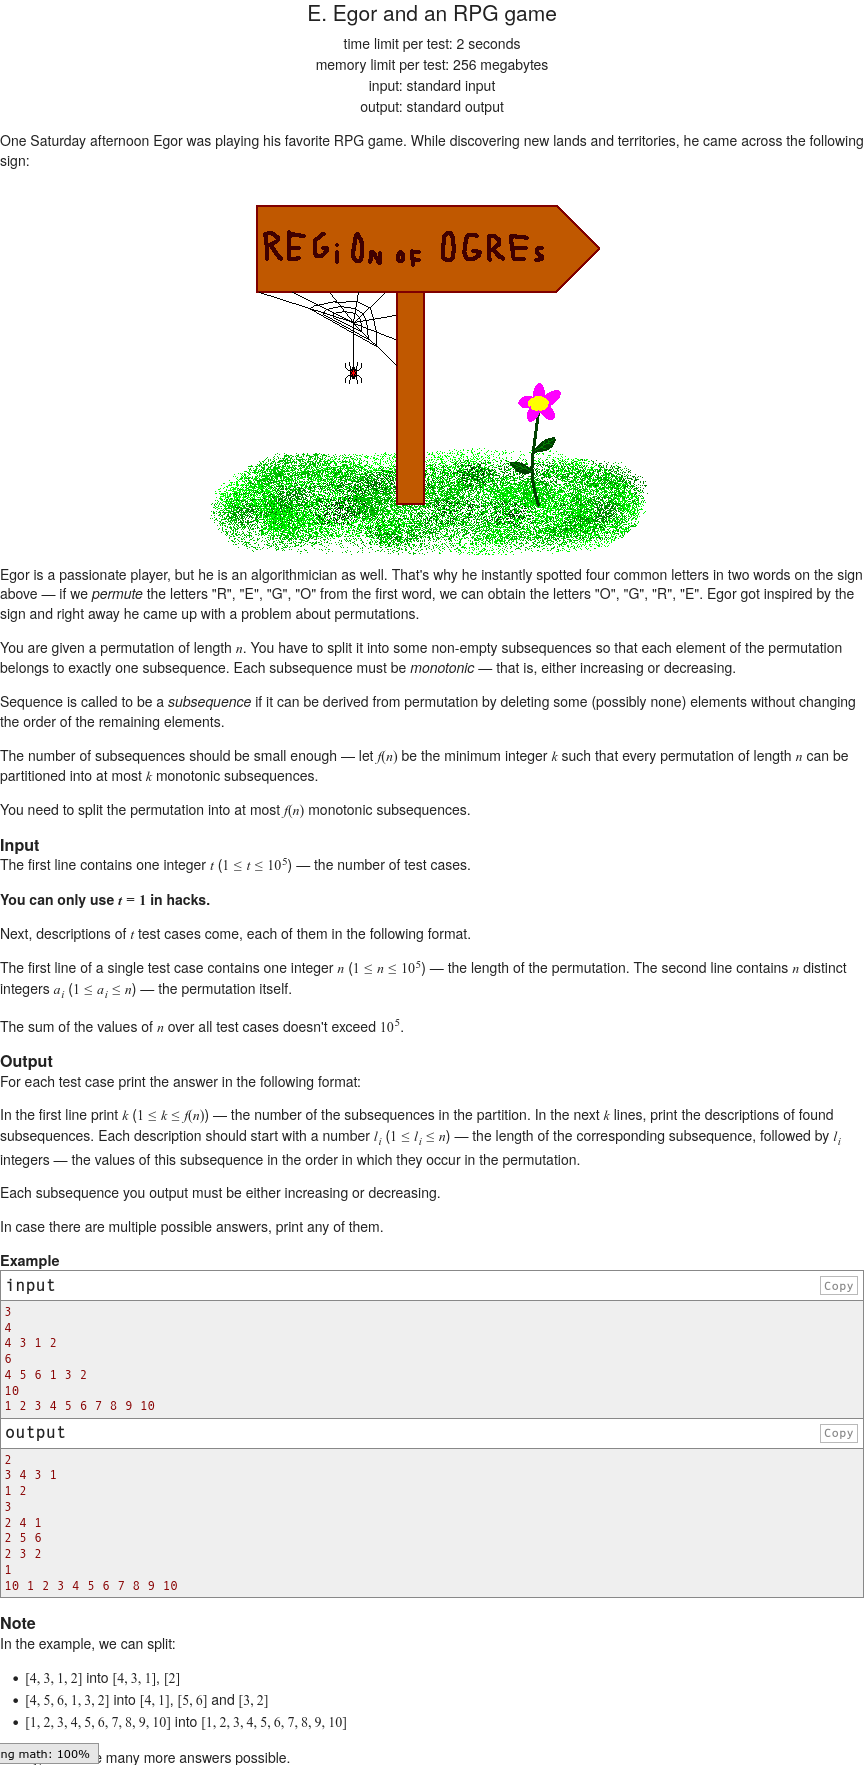 E. Egor and an RPG game
time limit per test: 2 seconds
memory limit per test: 256 megabytes
input: standard input
output: standard output
One Saturday afternoon Egor was playing his favorite RPG game. While discovering new lands and territories, he came across the following
sign:
REGiON OF OGREs
Egor is a passionate player, but he is an algorithmician as well. That's why he instantly spotted four common letters in two words on the sign
above — if we permute the letters "R", "E", "G", "O" from the first word, we can obtain the letters "O", "G", "R", "E". Egor got inspired by the
sign and right away he came up with a problem about permutations.
You are given a permutation of length n. You have to split it into some non-empty subsequences so that each element of the permutation
belongs to exactly one subsequence. Each subsequence must be monotonic — that is, either increasing or decreasing.
Sequence is called to be a subsequence if it can be derived from permutation by deleting some (possibly none) elements without changing
the order of the remaining elements.
The number of subsequences should be small enough — let f(n) be the minimum integer k such that every permutation of length n can be
partitioned into at most k monotonic subsequences.
You need to split the permutation into at most f(n) monotonic subsequences.
Input
The first line contains one integer t (1 ≤ t ≤ 10⁵) — the number of test cases.
You can only use t = 1 in hacks.
Next, descriptions of t test cases come, each of them in the following format.
The first line of a single test case contains one integer n (1 ≤ n ≤ 10⁵) — the length of the permutation. The second line contains n distinct
integers aᵢ (1 ≤ aᵢ ≤ n) — the permutation itself.
The sum of the values of n over all test cases doesn't exceed 10⁵.
Output
For each test case print the answer in the following format:
In the first line print k (1 ≤ k ≤ f(n)) — the number of the subsequences in the partition. In the next k lines, print the descriptions of found
subsequences. Each description should start with a number lᵢ (1 ≤ lᵢ ≤ n) — the length of the corresponding subsequence, followed by lᵢ
integers — the values of this subsequence in the order in which they occur in the permutation.
Each subsequence you output must be either increasing or decreasing.
In case there are multiple possible answers, print any of them.
Example
input Copy
3
4
4 3 1 2
6
4 5 6 1 3 2
10
1 2 3 4 5 6 7 8 9 10
output Copy
2
3 4 3 1
1 2
3
2 4 1
2 5 6
2 3 2
1
10 1 2 3 4 5 6 7 8 9 10
Note
In the example, we can split:
• [4, 3, 1, 2] into [4, 3, 1], [2]
• [4, 5, 6, 1, 3, 2] into [4, 1], [5, 6] and [3, 2]
• [1, 2, 3, 4, 5, 6, 7, 8, 9, 10] into [1, 2, 3, 4, 5, 6, 7, 8, 9, 10]
ng math: 100% many more answers possible.